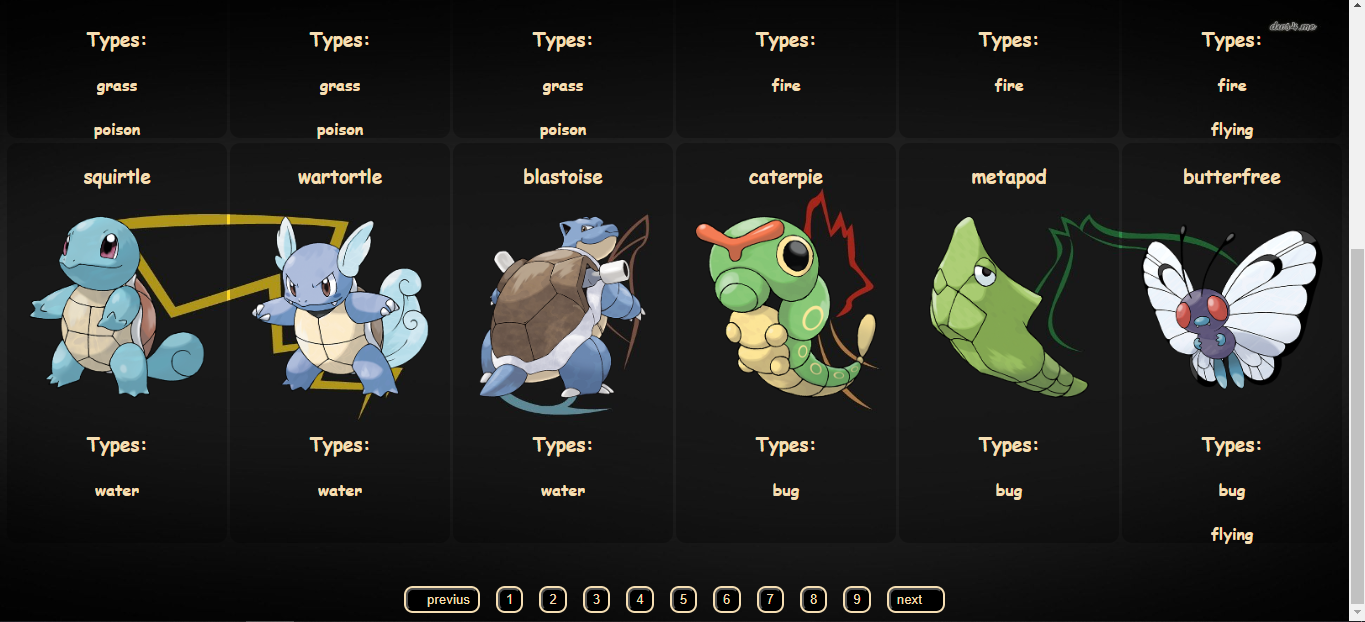 Types: Types: Types: Types: Types: Types:
grass grass grass fire fire fire
poison poison poison flying
squirtle wartortle blastoise caterpie metapod butterfree
Types: Types: Types: Types: Types: Types:
water water water bug bug bug
flying
previus 1 2 3 4 5 6 7 8 9 next